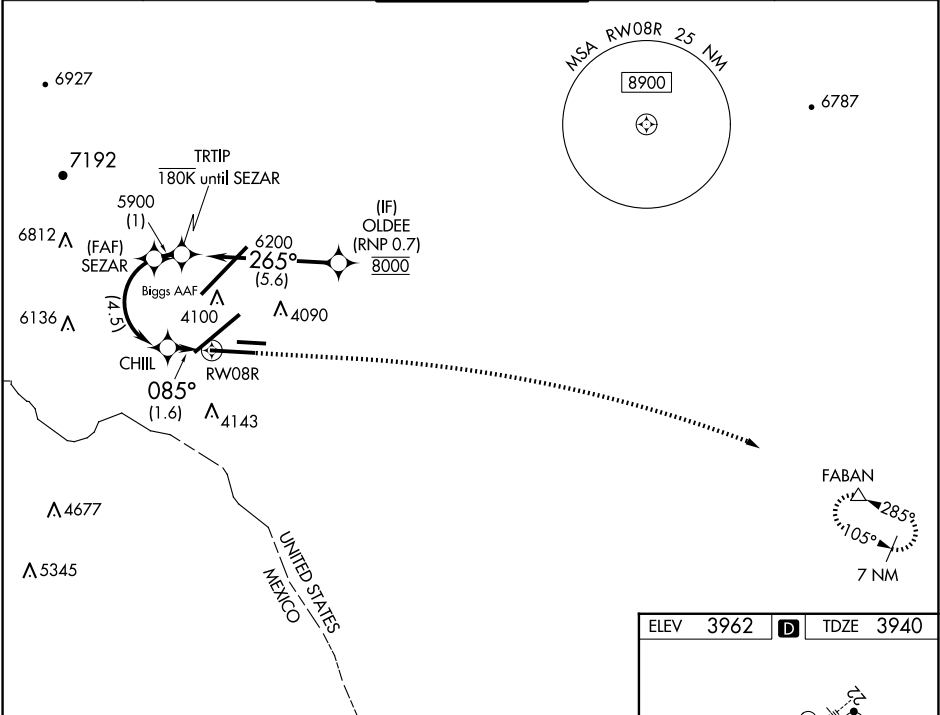 MSA RW08R 25 NM
8900
6927
6787
7192
TRTIP
180K until SEZAR
5900
(1)
(IF)
OLDEE
(RNP 0.7)
8000
6812
(FAF)
SEZAR
6200
265°
(5.6)
Biggs AAF
(4.5)
4100
4090
6136
CHIIL
RW08R
085°
(1.6)
4143
FABAN
285°
105°
7 NM
4677
5345
UNITED STATES
MEXICO
ELEV 3962 D TDZE 3940
22